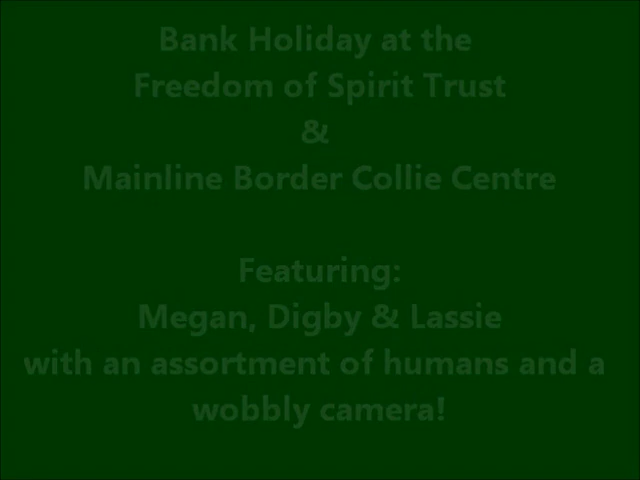 Bank Holiday at the
Freedom of Spirit Trust
&
Mainline Border Collie Centre
Featuring:
Megan, Digby & Lassie
with an assortment of humans and a
wobbly camera!